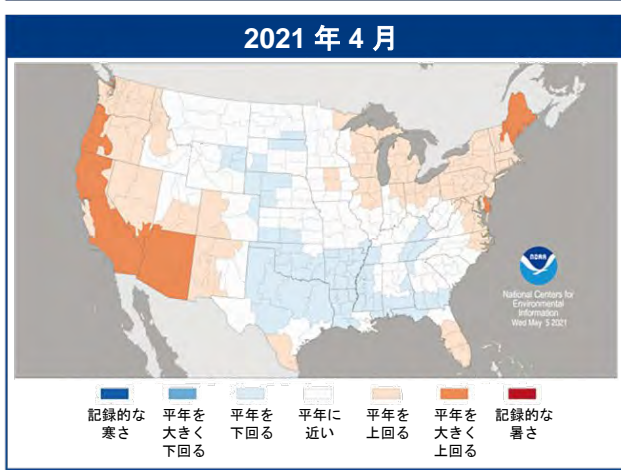 2021 年 4 月
NOAA
National Centers for
Environmental
Information
Wed May 5 2021
記録的な
寒さ
平年を
大きく
下回る
平年を
下回る
平年に
近い
平年を
上回る
平年を
大きく
上回る
記録的な
暑さ